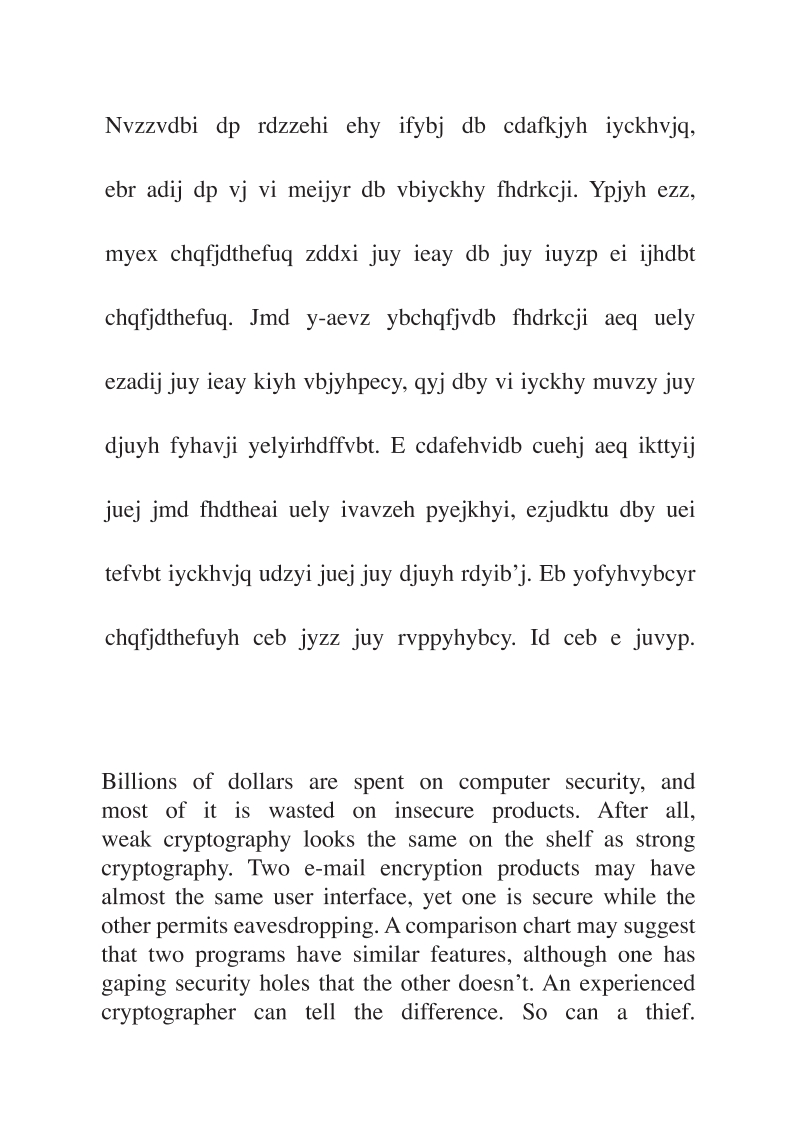 Nvzzvdbi dp rdzzehi ehy ifybj db cdafkjyh iyckhvjq,
ebr adij dp vj vi meijyr db vbiyckhy fhdrkcji. Ypjyh ezz,
myex chqfjdthefuq zddxi juy ieay db juy iuyzp ei ijhdbt
chqfjdthefuq. Jmd y-aevz ybchqfjvdb fhdrkcji aeq uely
ezadij juy ieay kiyh vbjyhpecy, qyj dby vi iyckhy muvzy juy
djuyh fyhavji yelyirhdffvbt. E cdafehvidb cuehj aeq ikttyij
juej jmd fhdtheai uely ivavzeh pyejkhyi, ezjudktu dby uei
tefvbt iyckhvjq udzyi juej juy djuyh rdyib’j. Eb yofyhvybcyr
chqfjdthefuyh ceb jyzz juy rvppyhybcy. Id ceb e juvyp.
Billions of dollars are spent on computer security, and
most of it is wasted on insecure products. After all,
weak cryptography looks the same on the shelf as strong
cryptography. Two e-mail encryption products may have
almost the same user interface, yet one is secure while the
other permits eavesdropping. A comparison chart may suggest
that two programs have similar features, although one has
gaping security holes that the other doesn’t. An experienced
cryptographer can tell the difference. So can a thief.